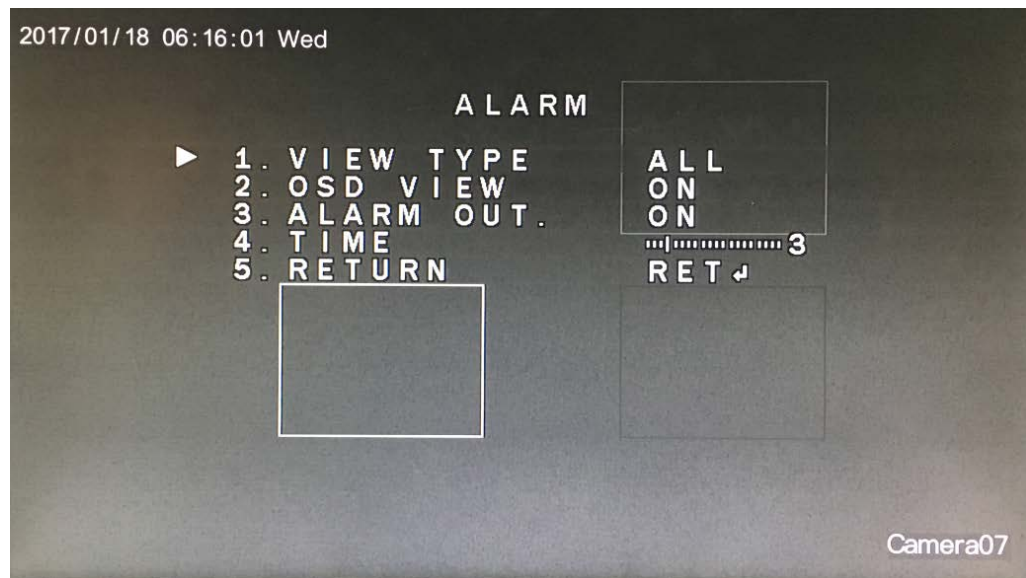 2017/01/18 06:16:01 Wed
ALARM
1. VIEW TYPE ALL
2. OSD VIEW ON
3. ALARM OUT. ON
4. TIME 3
5. RETURN RET↲
Camera07